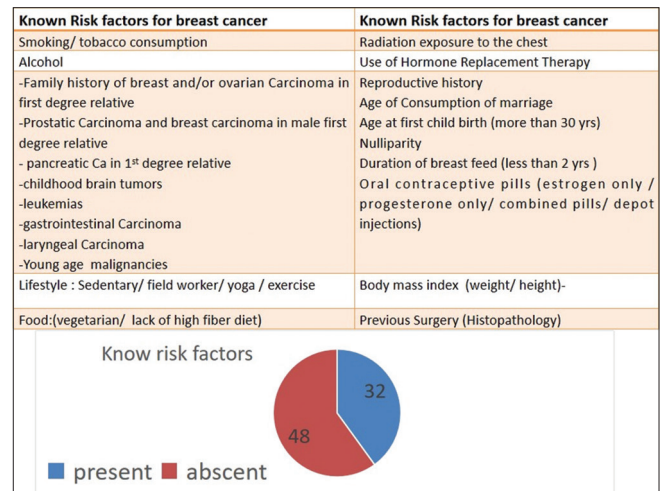 Known Risk factors for breast cancer
Known Risk factors for breast cancer
Smoking/ tobacco consumption
Radiation exposure to the chest
Alcohol
Use of Hormone Replacement Therapy
-Family history of breast and/or ovarian Carcinoma in
first degree relative
-Prostatic Carcinoma and breast carcinoma in male first
degree relative
- pancreatic Ca in 1st degree relative
-childhood brain tumors
-leukemias
-gastrointestinal Carcinoma
-laryngeal Carcinoma
-Young age malignancies
Reproductive history
Age of Consumption of marriage
Age at first child birth (more than 30 yrs)
Nulliparity
Duration of breast feed (less than 2 yrs )
Oral contraceptive pills (estrogen only /
progesterone only/ combined pills/ depot
injections)
Lifestyle : Sedentary/ field worker/ yoga / exercise
Body mass index (weight/ height)-
Food:(vegetarian/ lack of high fiber diet)
Previous Surgery (Histopathology)
Know risk factors
32
48
present
abscent